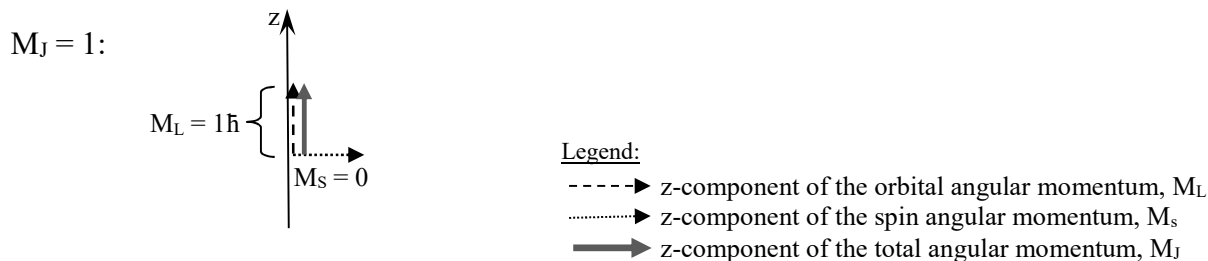 z
M_J = 1:
M_L = 1ħ
M_S = 0
Legend:
z-component of the orbital angular momentum, M_L
z-component of the spin angular momentum, M_s
z-component of the total angular momentum, M_J